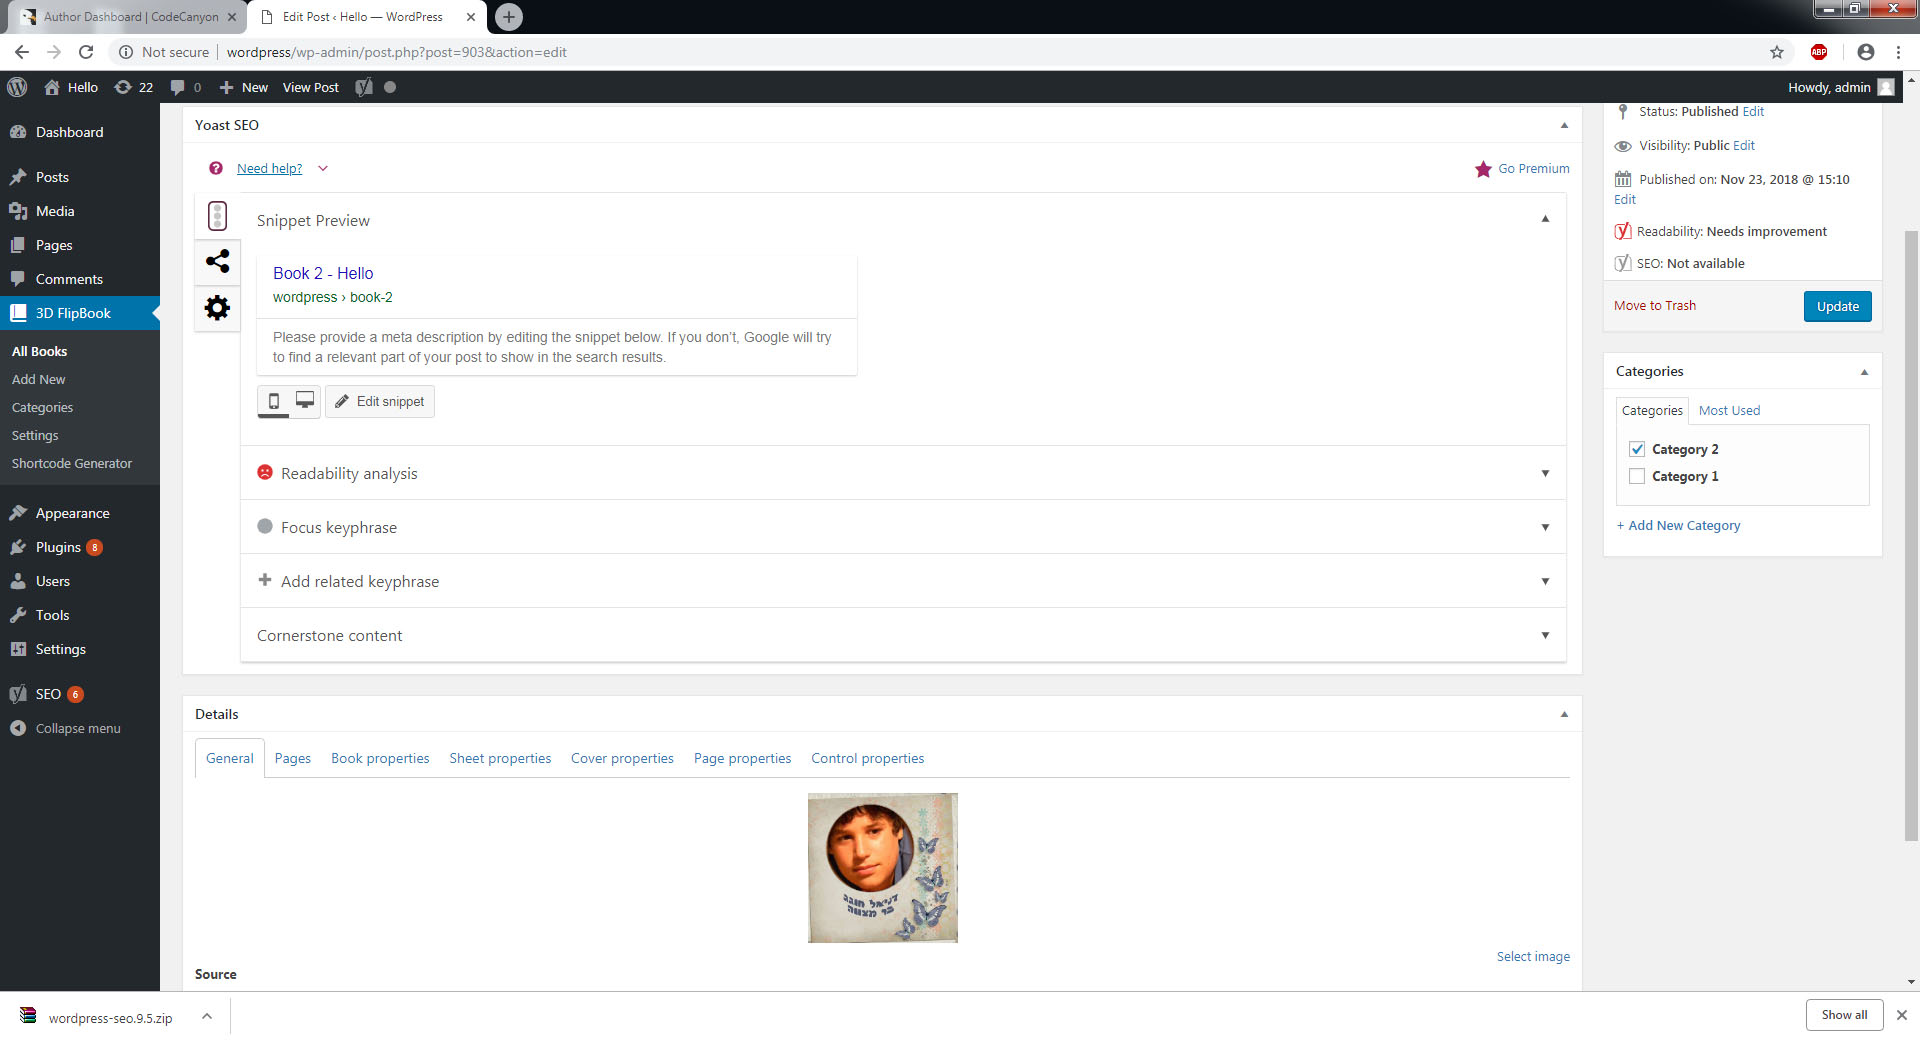 Author Dashboard | CodeCanyon
Edit Post ‹ Hello — WordPress
Not secure
wordpress/wp-admin/post.php?post=903&action=edit
ABP
Hello
22
0
New
View Post
Howdy, admin
Dashboard
Posts
Media
Pages
Comments
3D FlipBook
All Books
Add New
Categories
Settings
Shortcode Generator
Appearance
Plugins 8
Users
Tools
Settings
SEO 6
Collapse menu
Yoast SEO
Need help?
Go Premium
Snippet Preview
Book 2 - Hello
wordpress › book-2
Please provide a meta description by editing the snippet below. If you don’t, Google will try
to find a relevant part of your post to show in the search results.
Edit snippet
Readability analysis
Focus keyphrase
Add related keyphrase
Cornerstone content
Details
General
Pages
Book properties
Sheet properties
Cover properties
Page properties
Control properties
דניאל חובב
בר מצווה
Select image
Source
Status: Published Edit
Visibility: Public Edit
Published on: Nov 23, 2018 @ 15:10
Edit
Readability: Needs improvement
SEO: Not available
Move to Trash
Update
Categories
Categories
Most Used
Category 2
Category 1
+ Add New Category
wordpress-seo.9.5.zip
Show all